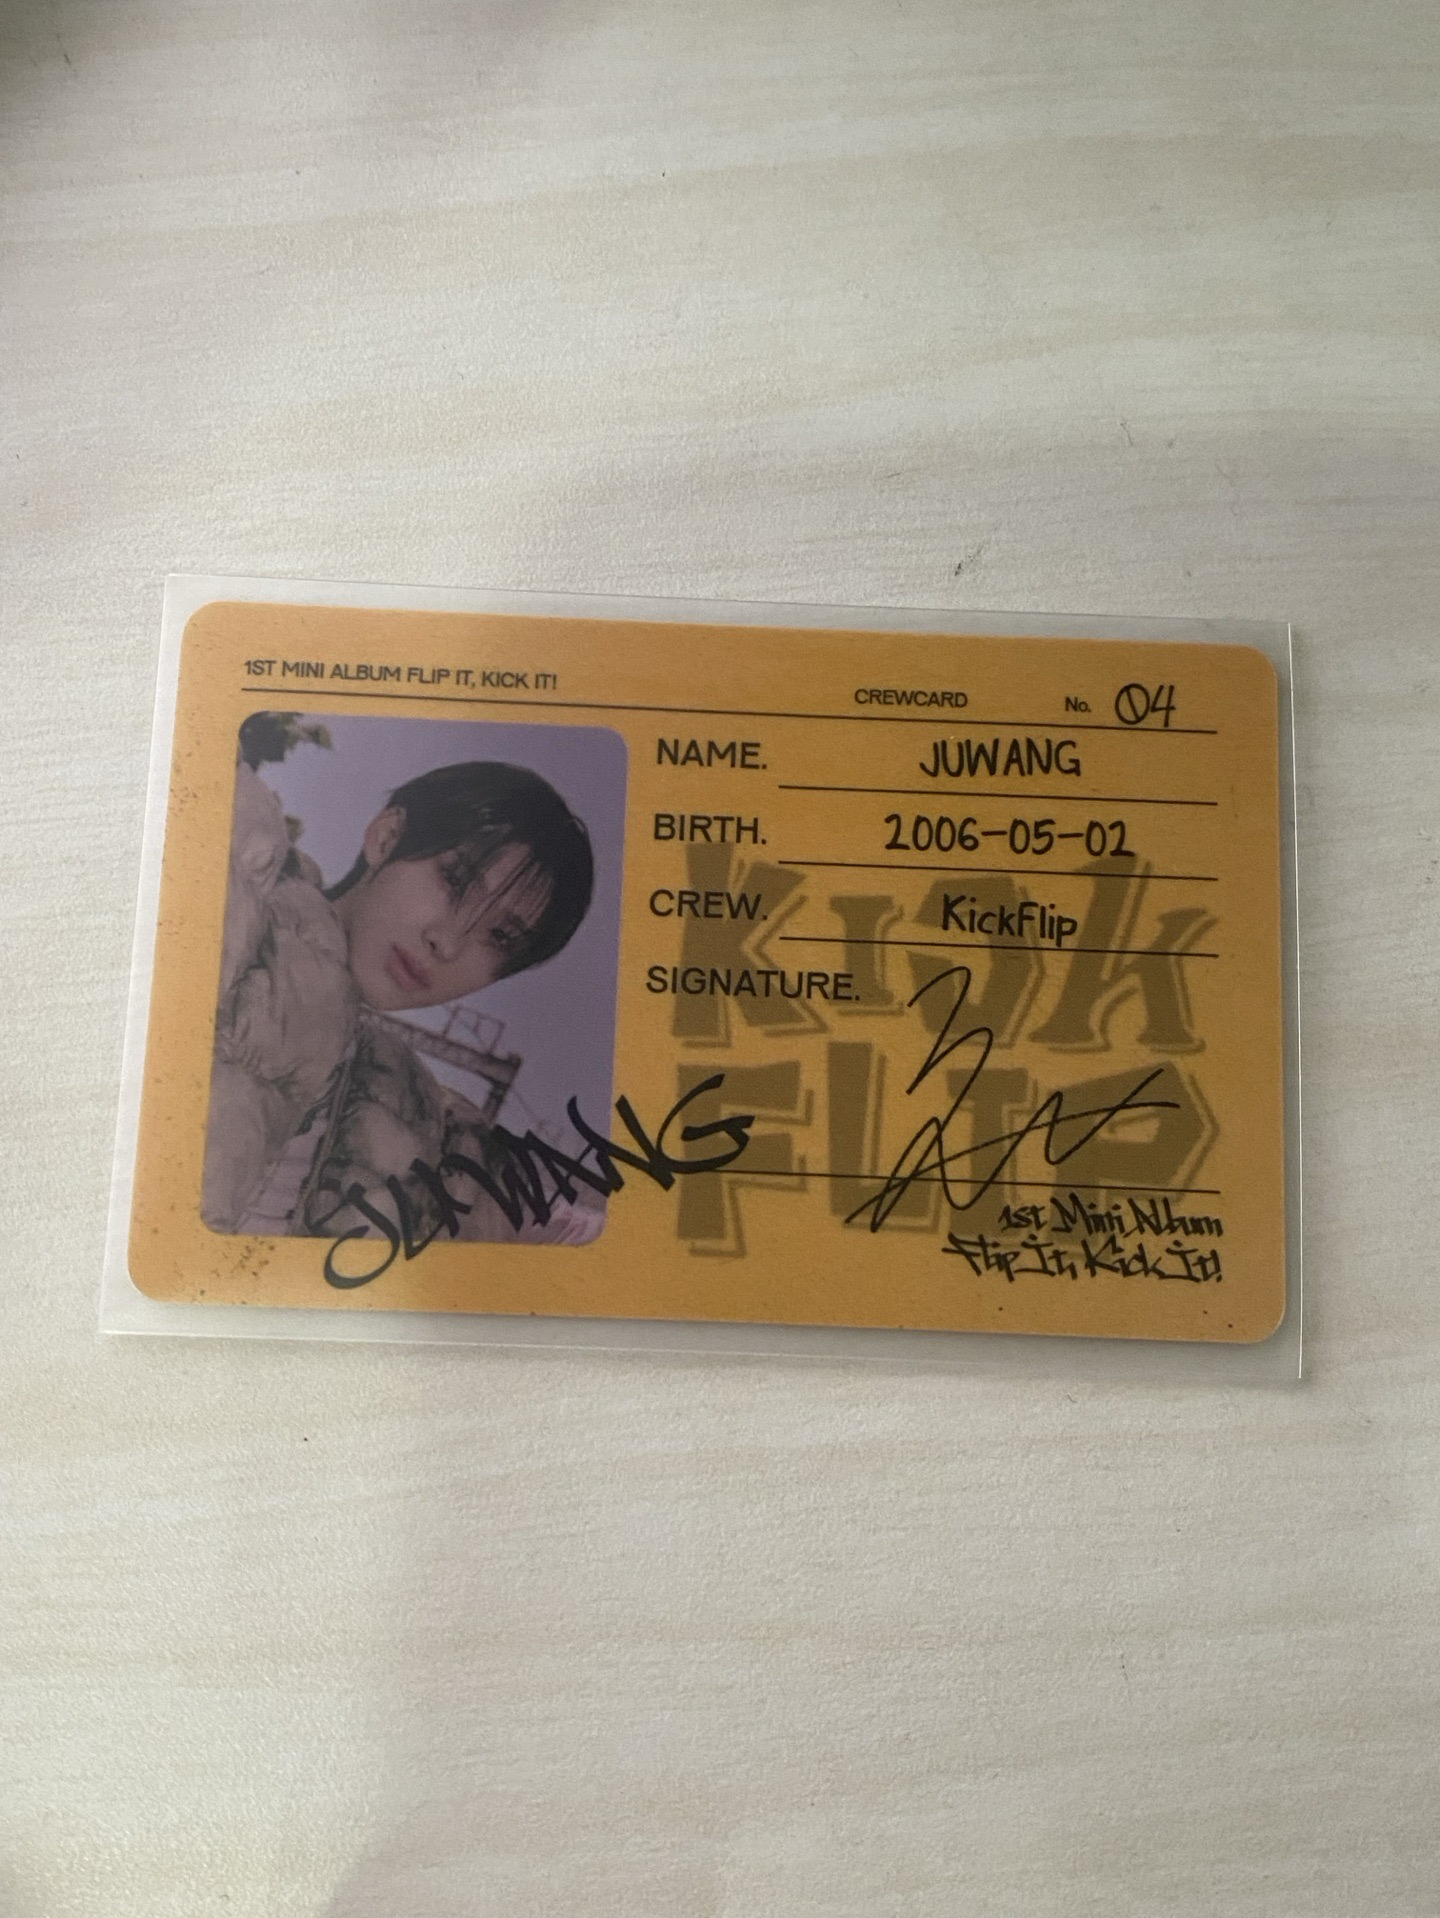 1ST MINI ALBUM FLIP IT, KICK IT!
CREWCARD No. 04
NAME. JUWANG
BIRTH. 2006-05-02
CREW. KickFlip
SIGNATURE.
KICK
FLIP
JUWANG
1st Mini Album
Flip It, Kick It!